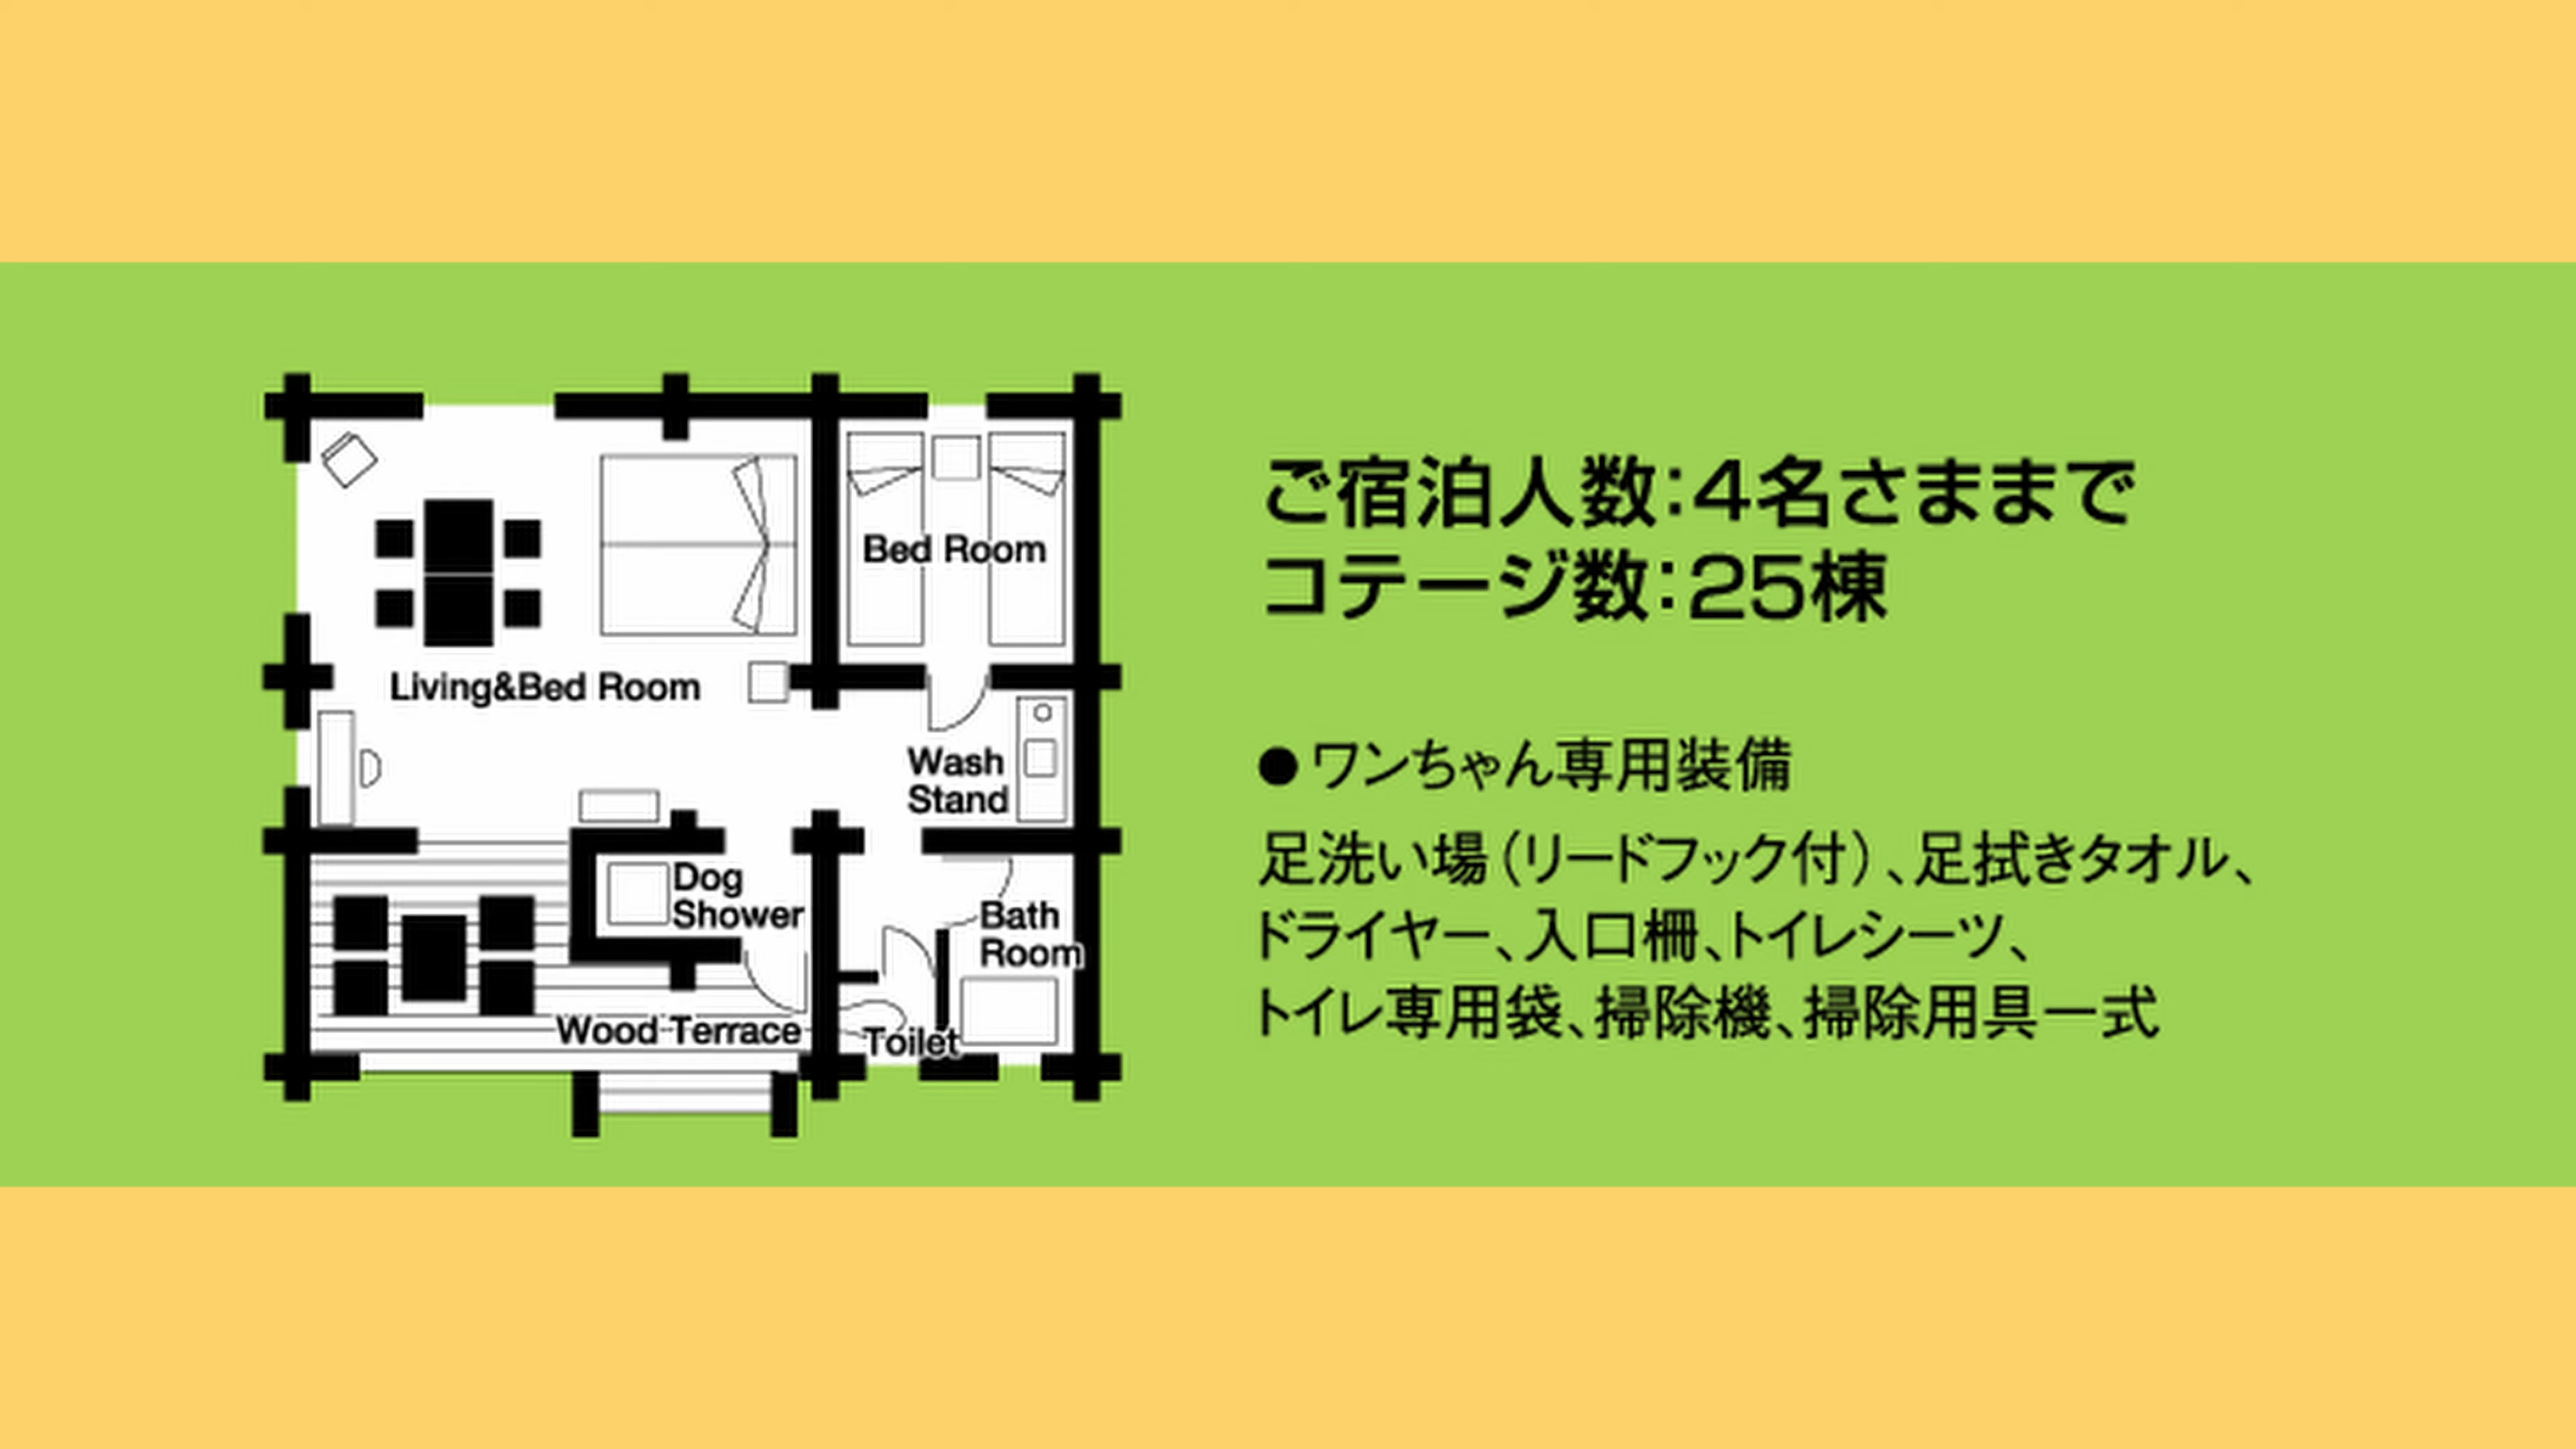 Bed Room
Living&Bed Room
Wash
Stand
Dog
Shower
Bath
Room
Wood Terrace
Toilet
ご宿泊人数:4名さままで
コテージ数:25棟
●ワンちゃん専用装備
足洗い場(リードフック付)、足拭きタオル、
ドライヤー、入口柵、トイレシーツ、
トイレ専用袋、掃除機、掃除用具一式